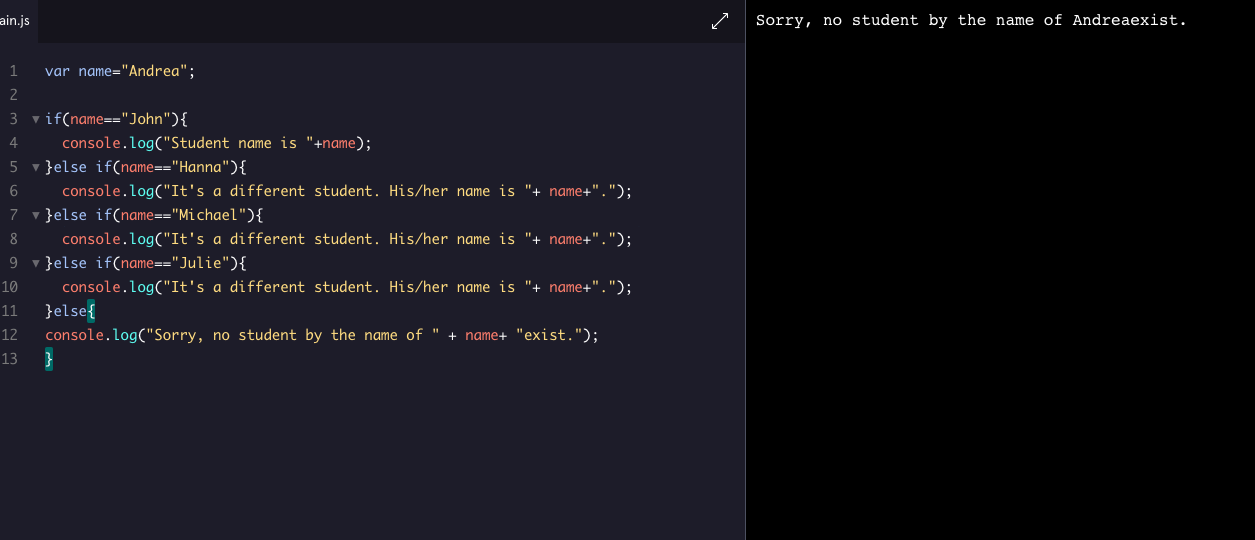 ain.js
1 var name="Andrea";
2
3 if(name=="John"){
4 console.log("Student name is "+name);
5 }else if(name=="Hanna"){
6 console.log("It's a different student. His/her name is "+ name+".");
7 }else if(name=="Michael"){
8 console.log("It's a different student. His/her name is "+ name+".");
9 }else if(name=="Julie"){
10 console.log("It's a different student. His/her name is "+ name+".");
11 }else{
12 console.log("Sorry, no student by the name of " + name+ "exist.");
13 }
Sorry, no student by the name of Andreaexist.